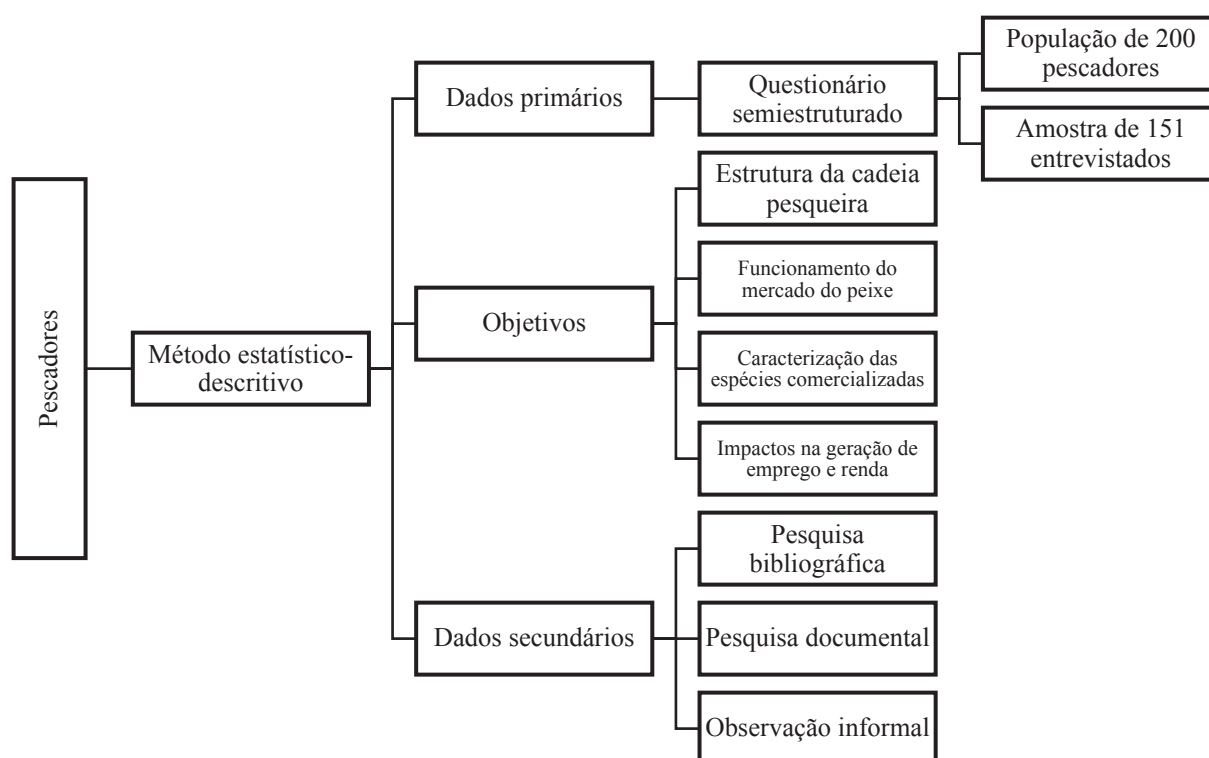 Pescadores
Método estatístico-
descritivo
Dados primários
Questionário
semiestruturado
População de 200
pescadores
Amostra de 151
entrevistados
Objetivos
Estrutura da cadeia
pesqueira
Funcionamento do
mercado do peixe
Caracterização das
espécies comercializadas
Impactos na geração de
emprego e renda
Dados secundários
Pesquisa
bibliográfica
Pesquisa documental
Observação informal